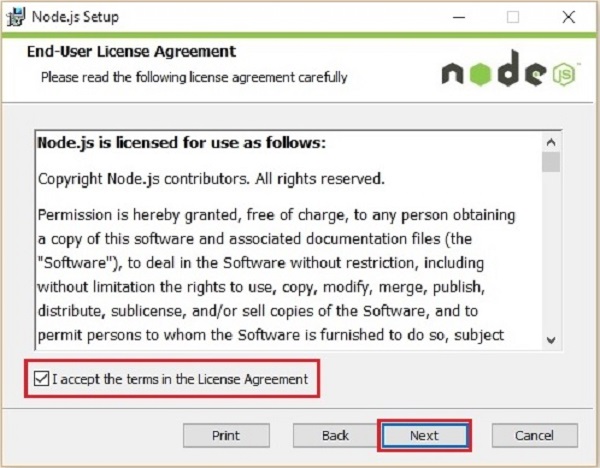 Node.js Setup
End-User License Agreement
Please read the following license agreement carefully
node
JS
Node.js is licensed for use as follows:
Copyright Node.js contributors. All rights reserved.
Permission is hereby granted, free of charge, to any person obtaining
a copy of this software and associated documentation files (the
"Software"), to deal in the Software without restriction, including
without limitation the rights to use, copy, modify, merge, publish,
distribute, sublicense, and/or sell copies of the Software, and to
permit persons to whom the Software is furnished to do so, subject
I accept the terms in the License Agreement
Print Back Next Cancel